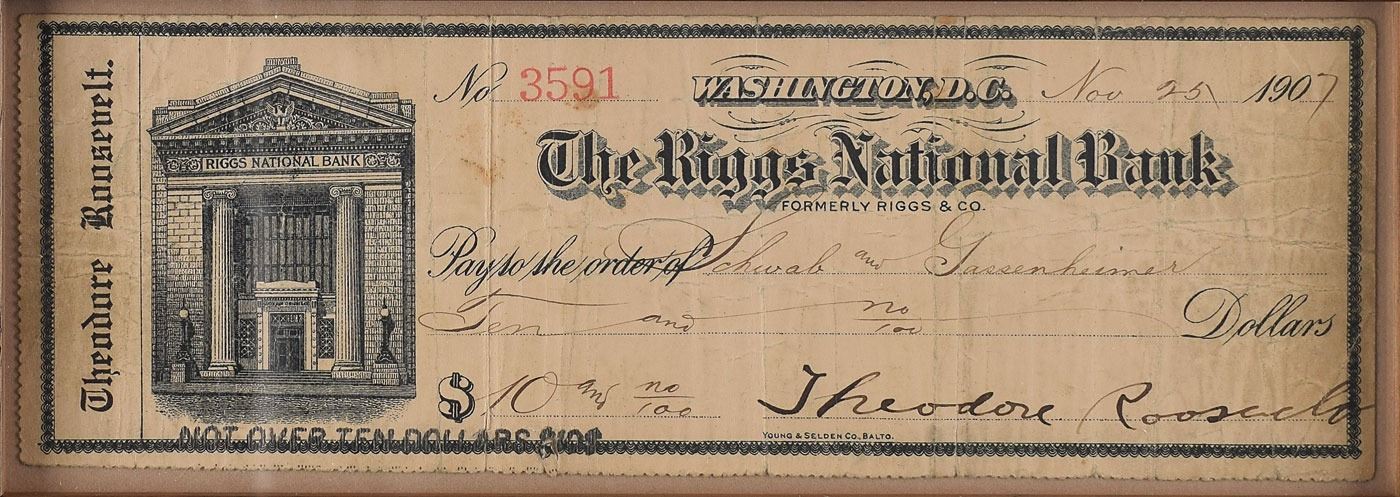 Theodore Roosevelt.
RIGGS NATIONAL BANK
No 3591 WASHINGTON, D.C. Nov 25 1907
The Riggs National Bank
FORMERLY RIGGS & CO.
Pay to the order of Schwab and Gassenheimer
Ten and no/100 Dollars
$ 10 and no/100 Theodore Roosevelt
YOUNG & SELDEN CO., BALTO.
NOT OVER TEN DOLLARS $10$